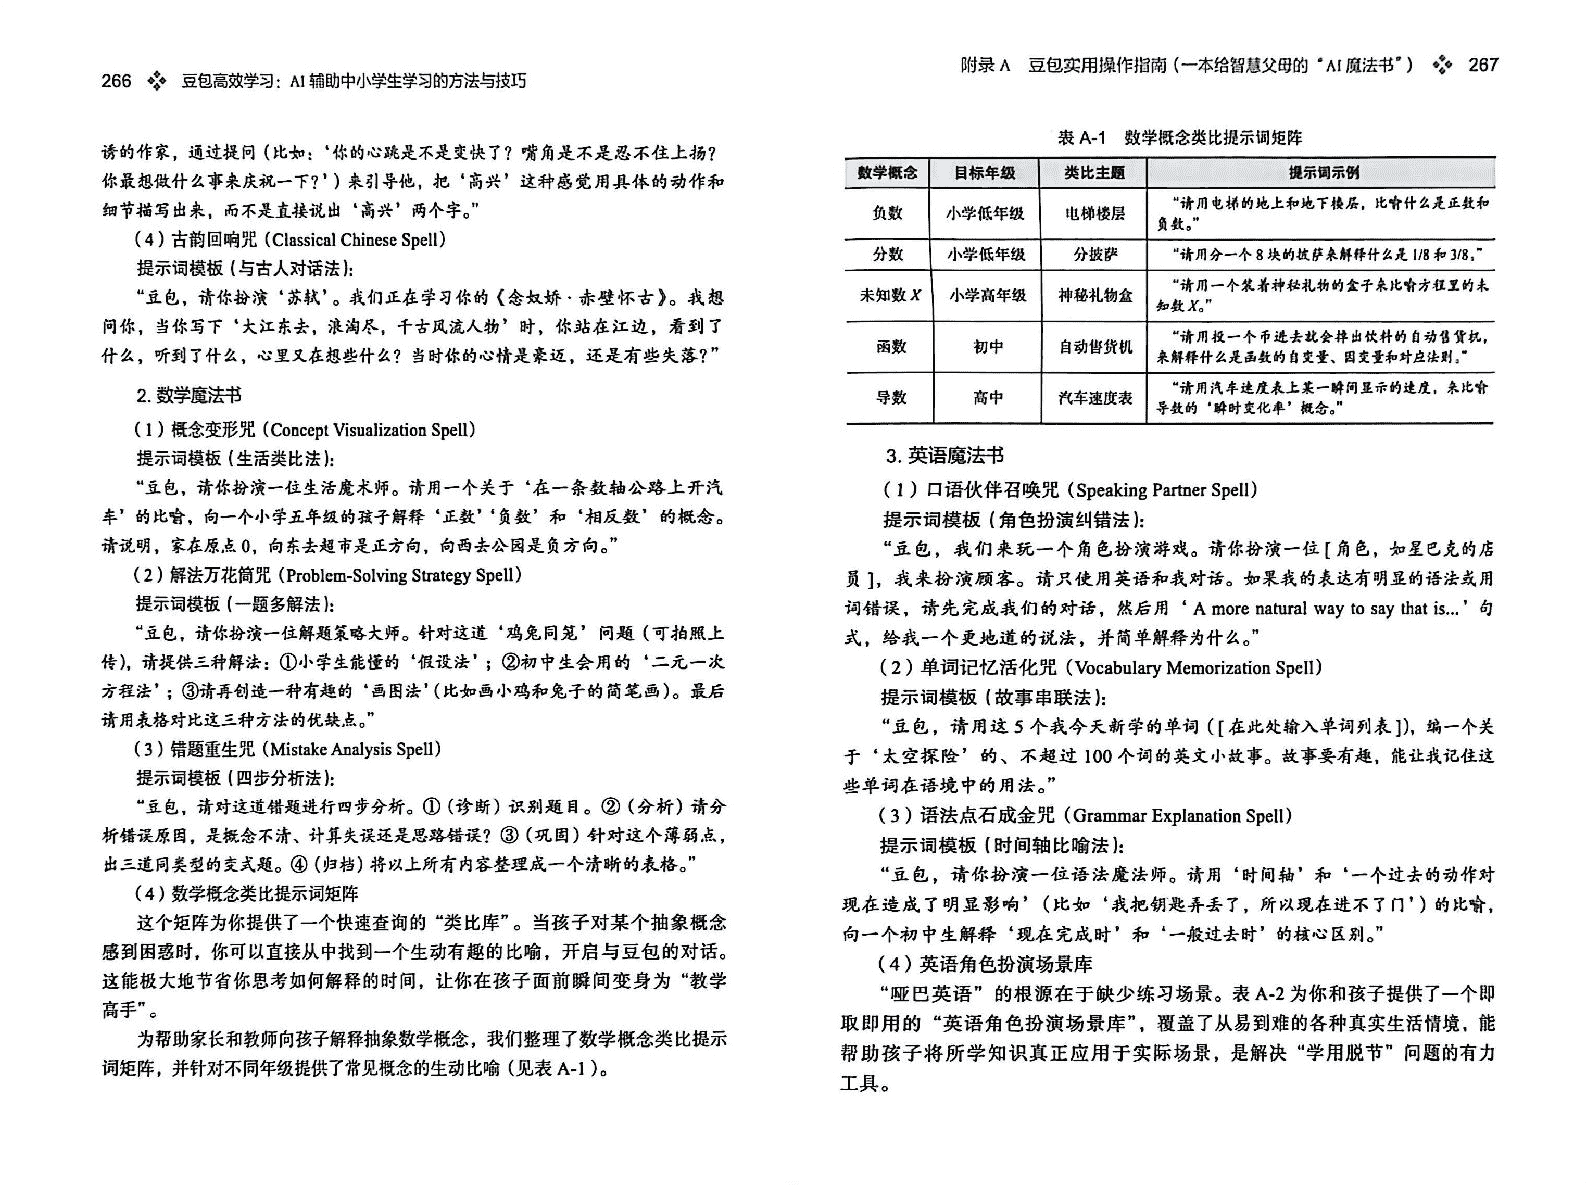 266 豆包高效学习：AI 辅助中小学生学习的方法与技巧
诱的作家，通过提问（比如：‘你的心跳是不是变快了？嘴角是不是忍不住上扬？
你最想做什么事来庆祝一下？’）来引导他，把‘高兴’这种感觉用具体的动作和
细节描写出来，而不是直接说出‘高兴’两个字。”
（4）古韵回响咒（Classical Chinese Spell）
提示词模板（与古人对话法）：
“豆包，请你扮演‘苏轼’。我们正在学习你的《念奴娇·赤壁怀古》。我想
问你，当你写下‘大江东去，浪淘尽，千古风流人物’时，你站在江边，看到了
什么，听到了什么，心里又在想些什么？当时你的心情是豪迈，还是有些失落？”
2. 数学魔法书
（1）概念变形咒（Concept Visualization Spell）
提示词模板（生活类比法）：
“豆包，请你扮演一位生活魔术师。请用一个关于‘在一条数轴公路上开汽
车’的比喻，向一个小学五年级的孩子解释‘正数’‘负数’和‘相反数’的概念。
请说明，家在原点 0，向东去超市是正方向，向西去公园是负方向。”
（2）解法万花筒咒（Problem-Solving Strategy Spell）
提示词模板（一题多解法）：
“豆包，请你扮演一位解题策略大师。针对这道‘鸡兔同笼’问题（可拍照上
传），请提供三种解法：①小学生能懂的‘假设法’；②初中生会用的‘二元一次
方程法’；③请再创造一种有趣的‘画图法’（比如画小鸡和兔子的简笔画）。最后
请用表格对比这三种方法的优缺点。”
（3）错题重生咒（Mistake Analysis Spell）
提示词模板（四步分析法）：
“豆包，请对这道错题进行四步分析。①（诊断）识别题目。②（分析）请分
析错误原因，是概念不清、计算失误还是思路错误？③（巩固）针对这个薄弱点，
出三道同类型的变式题。④（归档）将以上所有内容整理成一个清晰的表格。”
（4）数学概念类比提示词矩阵
这个矩阵为你提供了一个快速查询的“类比库”。当孩子对某个抽象概念
感到困惑时，你可以直接从中找到一个生动有趣的比喻，开启与豆包的对话。
这能极大地节省你思考如何解释的时间，让你在孩子面前瞬间变身为“教学
高手”。
为帮助家长和教师向孩子解释抽象数学概念，我们整理了数学概念类比提示
词矩阵，并针对不同年级提供了常见概念的生动比喻（见表 A-1）。
附录 A 豆包实用操作指南（一本给智慧父母的“AI 魔法书”） 267
表 A-1 数学概念类比提示词矩阵
数学概念 目标年级 类比主题 提示词示例
负数 小学低年级 电梯楼层 “请用电梯的地上和地下楼层，比喻什么是正数和
负数。”
分数 小学低年级 分披萨 “请用分一个 8 块的披萨来解释什么是 1/8 和 3/8。”
未知数 X 小学高年级 神秘礼物盒 “请用一个装着神秘礼物的盒子来比喻方程里的未
知数 X。”
函数 初中 自动售货机 “请用投一个币进去就会掉出饮料的自动售货机，
来解释什么是函数的自变量、因变量和对应法则。”
导数 高中 汽车速度表 “请用汽车速度表上某一瞬间显示的速度，来比喻
导数的‘瞬时变化率’概念。”
3. 英语魔法书
（1）口语伙伴召唤咒（Speaking Partner Spell）
提示词模板（角色扮演纠错法）：
“豆包，我们来玩一个角色扮演游戏。请你扮演一位 [ 角色，如星巴克的店
员 ]，我来扮演顾客。请只使用英语和我对话。如果我的表达有明显的语法或用
词错误，请先完成我们的对话，然后用‘A more natural way to say that is...’句
式，给我一个更地道的说法，并简单解释为什么。”
（2）单词记忆活化咒（Vocabulary Memorization Spell）
提示词模板（故事串联法）：
“豆包，请用这 5 个我今天新学的单词（[ 在此处输入单词列表 ]），编一个关
于‘太空探险’的、不超过 100 个词的英文小故事。故事要有趣，能让我记住这
些单词在语境中的用法。”
（3）语法点石成金咒（Grammar Explanation Spell）
提示词模板（时间轴比喻法）：
“豆包，请你扮演一位语法魔法师。请用‘时间轴’和‘一个过去的动作对
现在造成了明显影响’（比如‘我把钥匙弄丢了，所以现在进不了门’）的比喻，
向一个初中生解释‘现在完成时’和‘一般过去时’的核心区别。”
（4）英语角色扮演场景库
“哑巴英语”的根源在于缺少练习场景。表 A-2 为你和孩子提供了一个即
取即用的“英语角色扮演场景库”，覆盖了从易到难的各种真实生活情境，能
帮助孩子将所学知识真正应用于实际场景，是解决“学用脱节”问题的有力
工具。